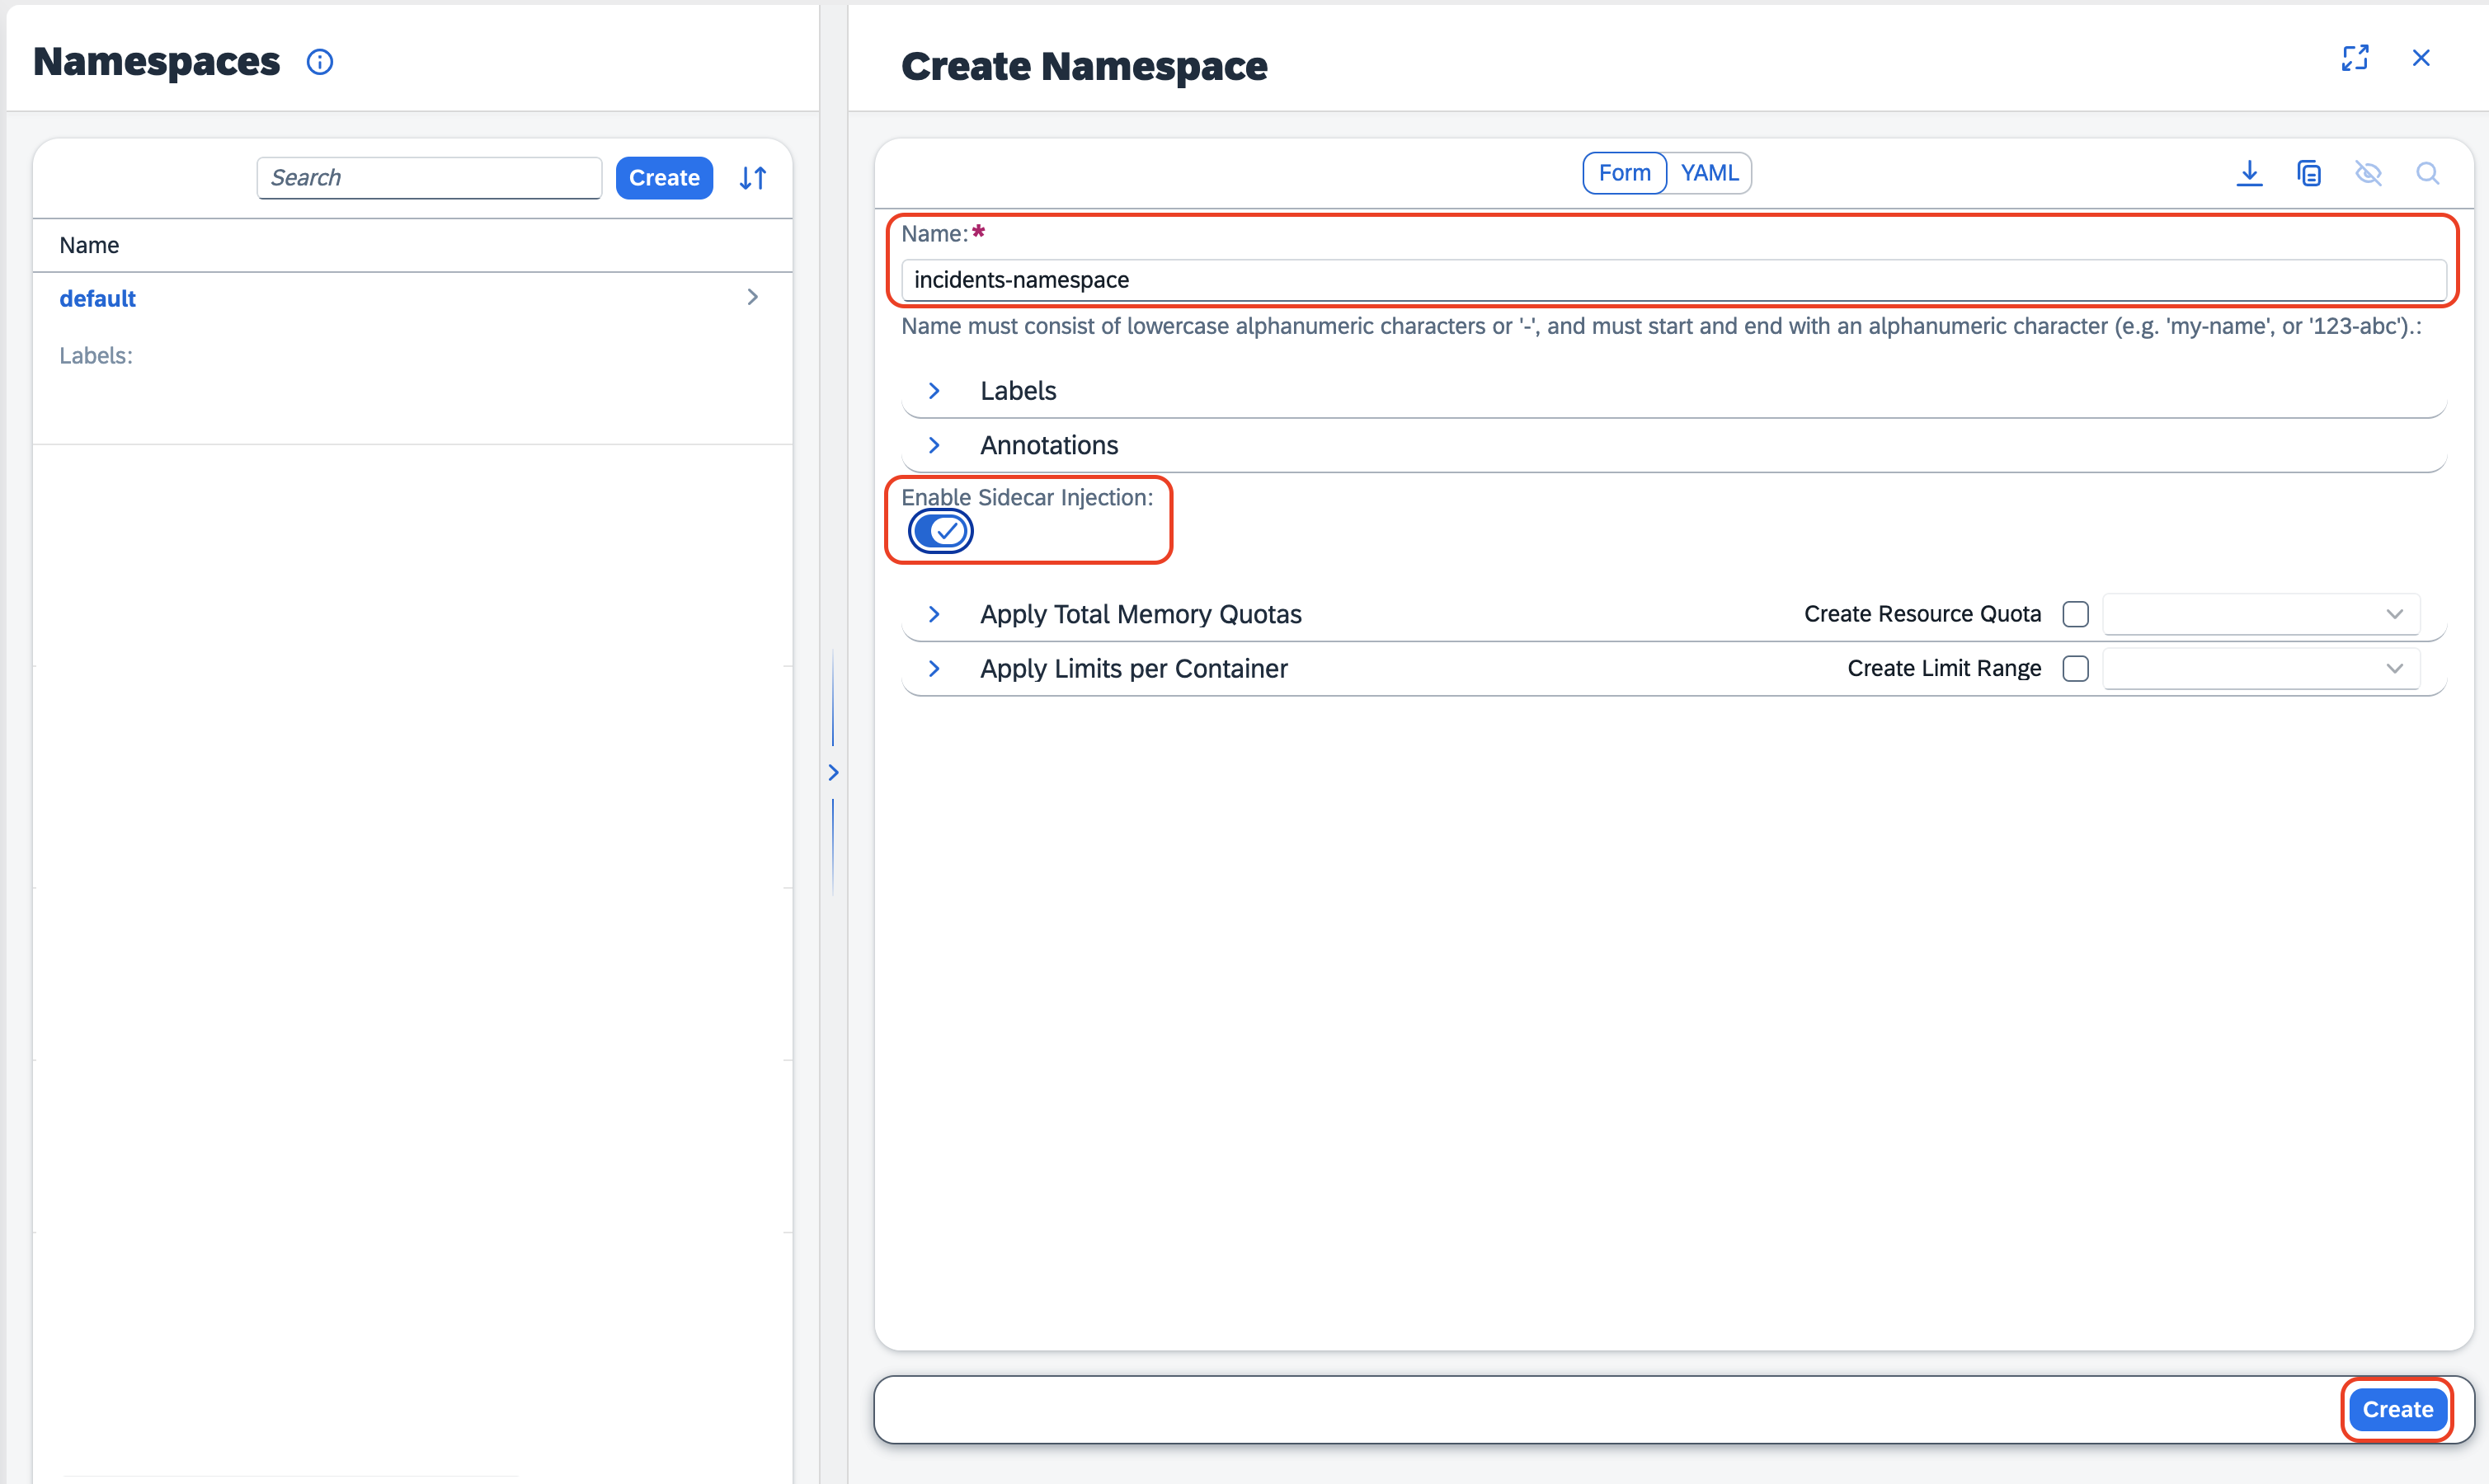 Namespaces
Search
Create
Name
default
Labels:
Create Namespace
Form
YAML
Name:*
incidents-namespace
Name must consist of lowercase alphanumeric characters or '-', and must start and end with an alphanumeric character (e.g. 'my-name', or '123-abc').:
Labels
Annotations
Enable Sidecar Injection:
Apply Total Memory Quotas
Create Resource Quota
Apply Limits per Container
Create Limit Range
Create